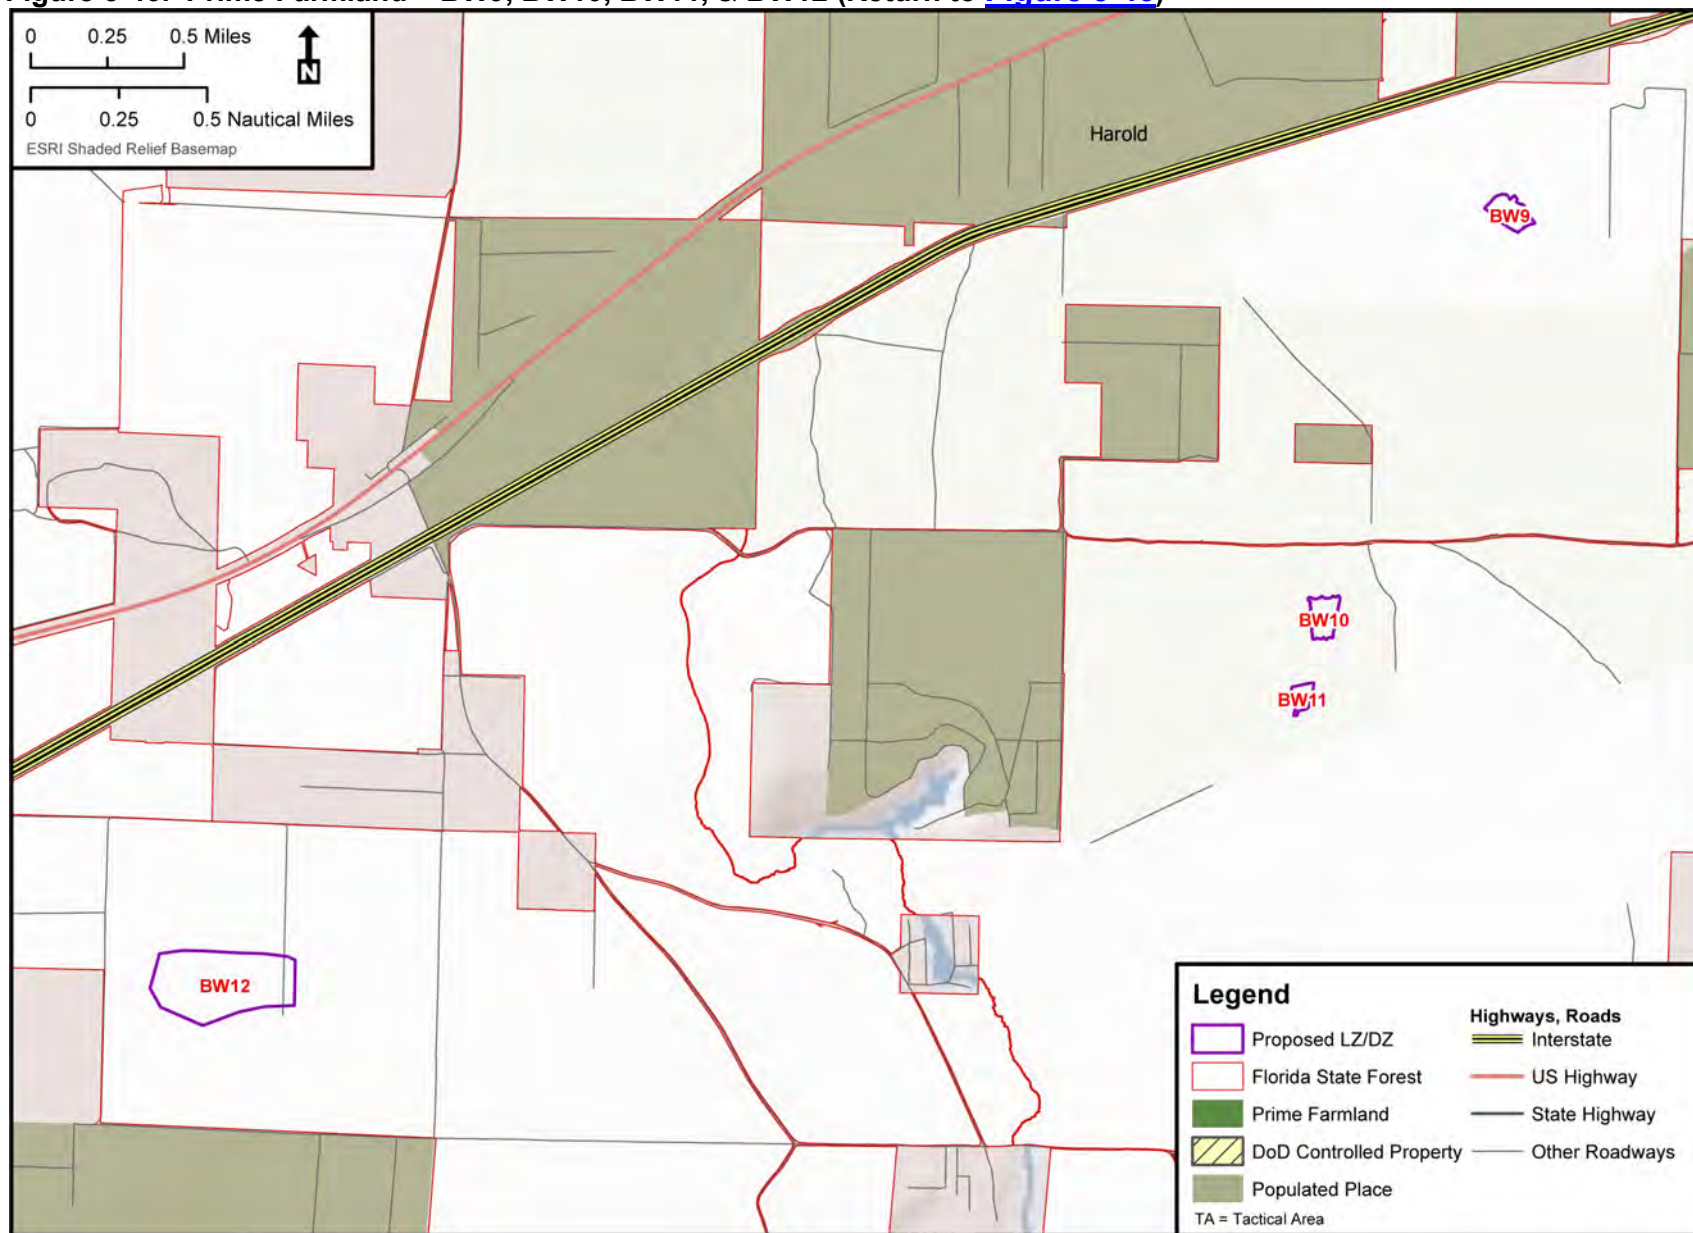 0 0.25 0.5 Miles
N
0 0.25 0.5 Nautical Miles
ESRI Shaded Relief Basemap
Harold
BW9
BW10
BW11
BW12
Legend
Proposed LZ/DZ
Florida State Forest
Prime Farmland
DoD Controlled Property
Populated Place
TA = Tactical Area
Highways, Roads
Interstate
US Highway
State Highway
Other Roadways